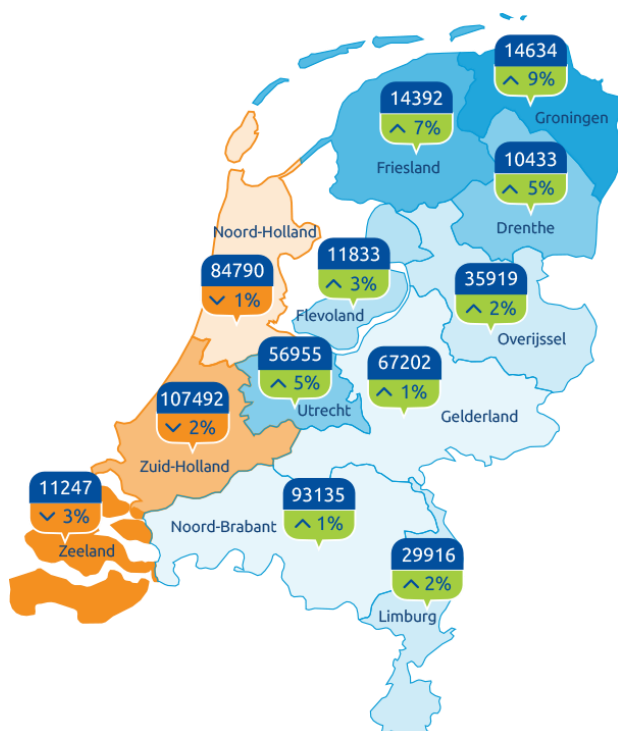 14634
9%
Groningen
14392
7%
Friesland
10433
5%
Drenthe
Noord-Holland
84790
1%
11833
3%
Flevoland
35919
2%
Overijssel
56955
5%
Utrecht
67202
1%
Gelderland
107492
2%
Zuid-Holland
11247
3%
Zeeland
93135
1%
Noord-Brabant
29916
2%
Limburg